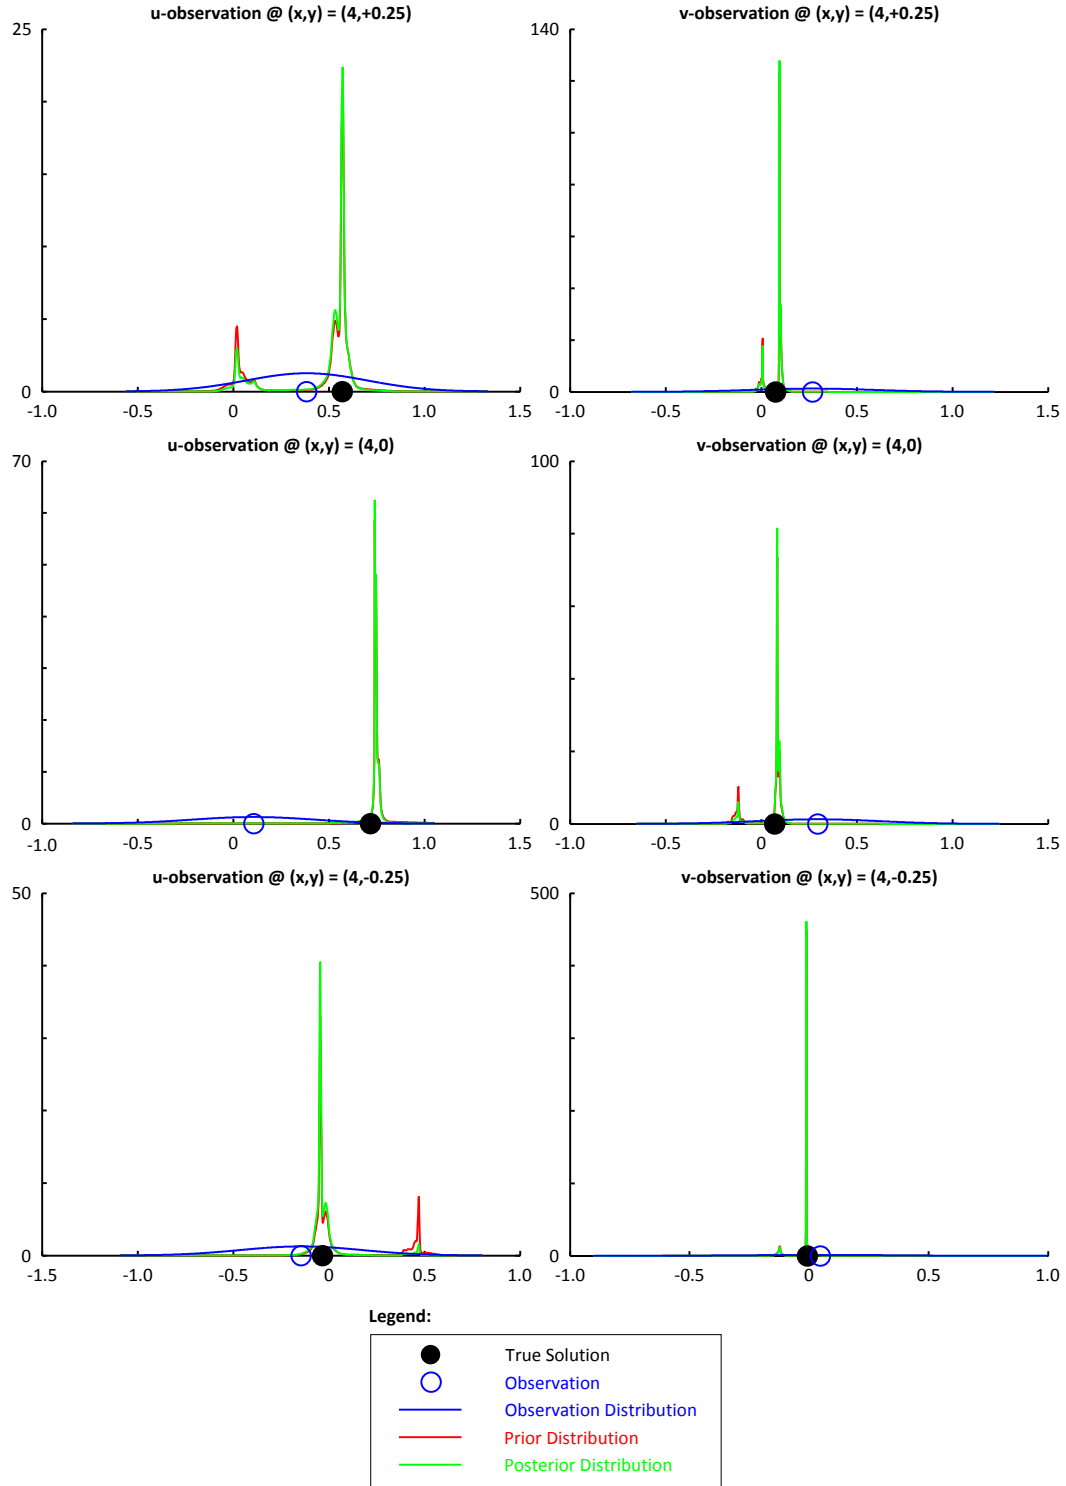 u-observation @ (x,y) = (4,+0.25)
25
0
-1.0 -0.5 0 0.5 1.0 1.5
v-observation @ (x,y) = (4,+0.25)
140
0
-1.0 -0.5 0 0.5 1.0 1.5
u-observation @ (x,y) = (4,0)
70
0
-1.0 -0.5 0 0.5 1.0 1.5
v-observation @ (x,y) = (4,0)
100
0
-1.0 -0.5 0 0.5 1.0 1.5
u-observation @ (x,y) = (4,-0.25)
50
0
-1.5 -1.0 -0.5 0 0.5 1.0
v-observation @ (x,y) = (4,-0.25)
500
0
-1.0 -0.5 0 0.5 1.0
Legend:
True Solution
Observation
Observation Distribution
Prior Distribution
Posterior Distribution